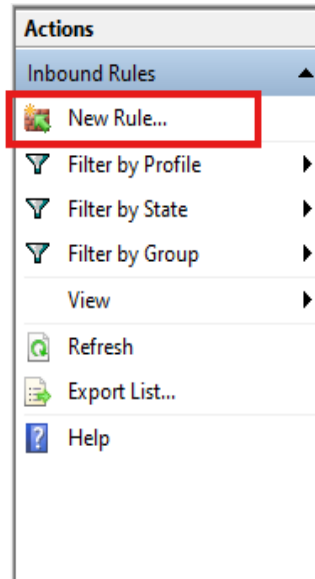 Actions
Inbound Rules
New Rule...
Filter by Profile
Filter by State
Filter by Group
View
Refresh
Export List...
Help